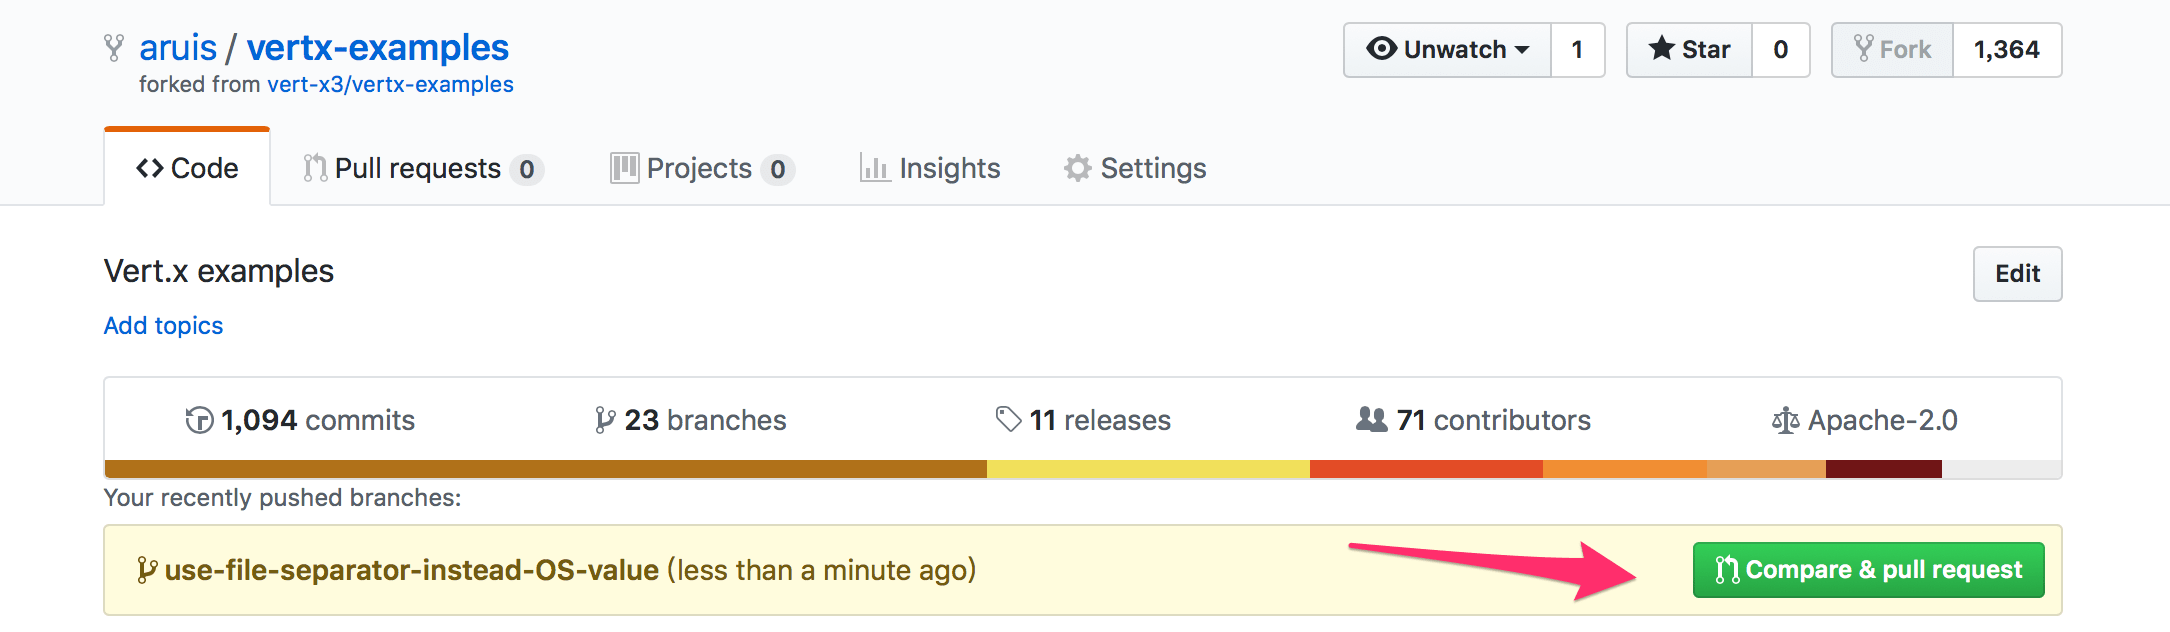 aruis / vertx-examples
forked from vert-x3/vertx-examples
Unwatch 1 Star 0 Fork 1,364
Code Pull requests 0 Projects 0 Insights Settings
Vert.x examples
Edit
Add topics
1,094 commits 23 branches 11 releases 71 contributors Apache-2.0
Your recently pushed branches:
use-file-separator-instead-OS-value (less than a minute ago) Compare & pull request